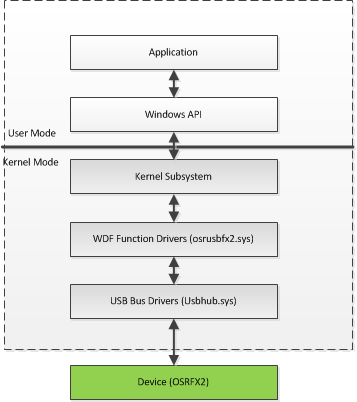 Application
Windows API
User Mode
Kernel Mode
Kernel Subsystem
WDF Function Drivers (osrusbfx2.sys)
USB Bus Drivers (Usbhub.sys)
Device (OSRFX2)